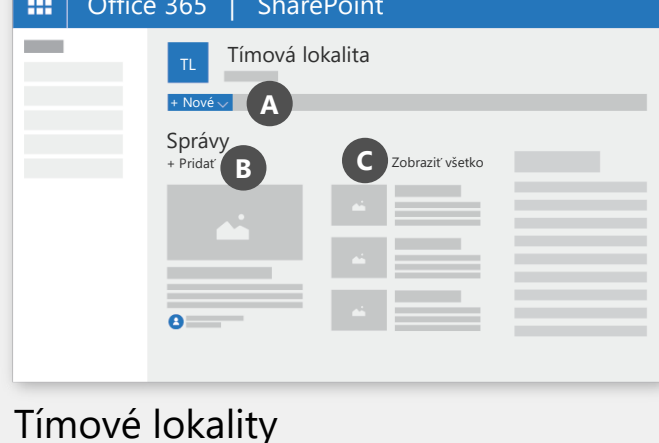 Office 365 | SharePoint
TL
Tímová lokalita
+ Nové
A
Správy
+ Pridať
B
C
Zobraziť všetko
Tímové lokality